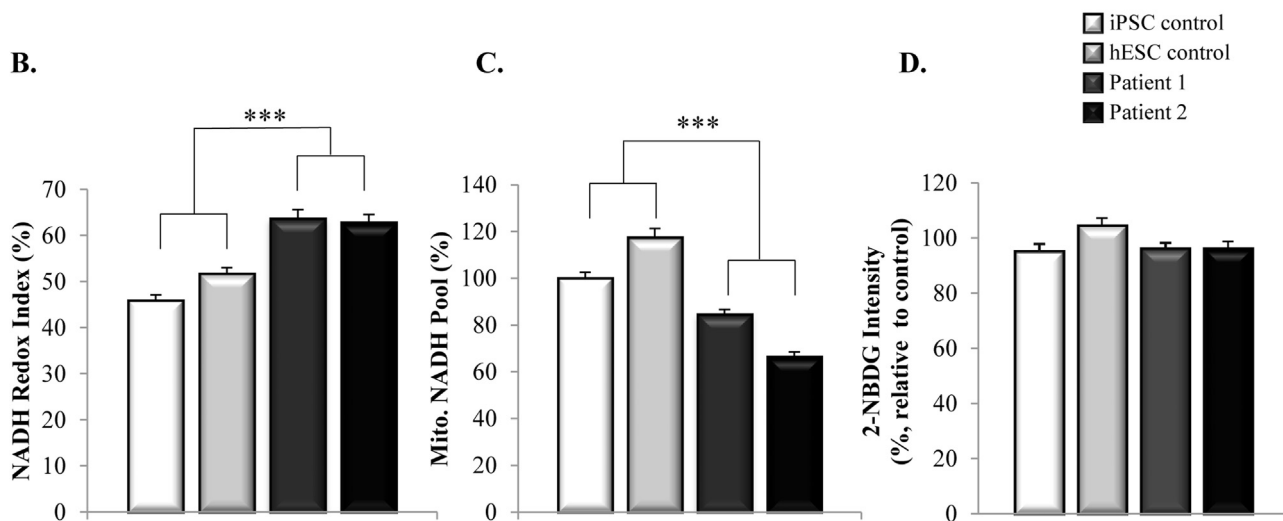 iPSC control
hESC control
Patient 1
Patient 2
B.
***
NADH Redox Index (%)
70
60
50
40
30
20
10
0
C.
***
Mito. NADH Pool (%)
140
120
100
80
60
40
20
0
D.
2-NBDG Intensity
(%, relative to control)
120
100
80
60
40
20
0